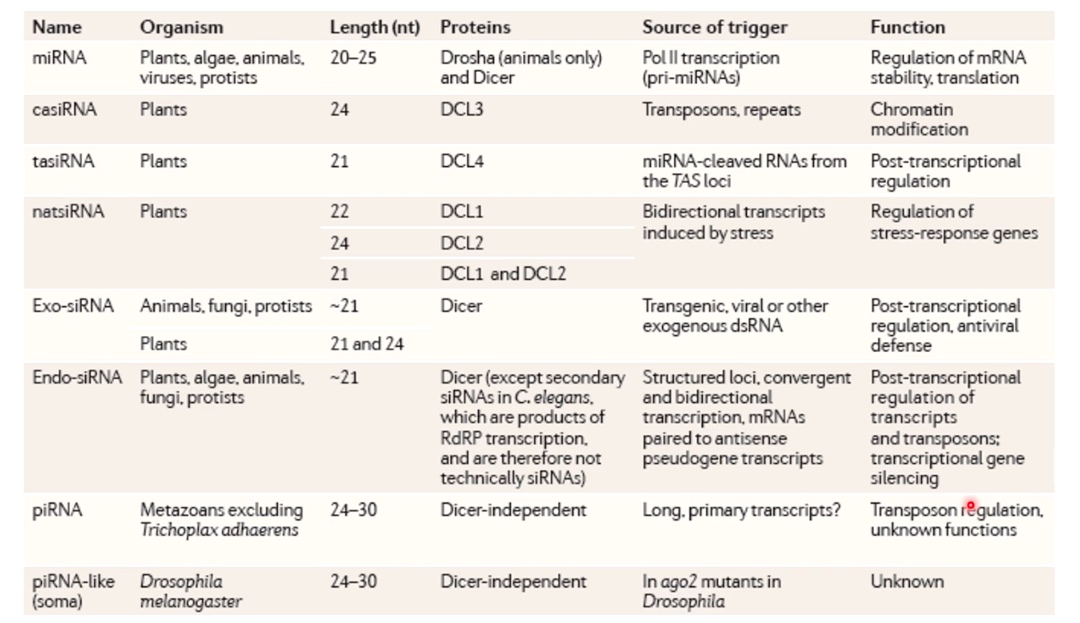 Name Organism Length (nt) Proteins Source of trigger Function
miRNA Plants, algae, animals, 20–25 Drosha (animals only) Pol II transcription Regulation of mRNA
viruses, protists and Dicer (pri-miRNAs) stability, translation
casiRNA Plants 24 DCL3 Transposons, repeats Chromatin
modification
tasiRNA Plants 21 DCL4 miRNA-cleaved RNAs from Post-transcriptional
the TAS loci regulation
natsiRNA Plants 22 DCL1 Bidirectional transcripts Regulation of
induced by stress stress-response genes
24 DCL2
21 DCL1 and DCL2
Exo-siRNA Animals, fungi, protists ~21 Dicer Transgenic, viral or other Post-transcriptional
exogenous dsRNA regulation, antiviral
Plants 21 and 24 defense
Endo-siRNA Plants, algae, animals, ~21 Dicer (except secondary Structured loci, convergent Post-transcriptional
fungi, protists siRNAs in C. elegans, and bidirectional regulation of
which are products of transcription, mRNAs transcripts
RdRP transcription, paired to antisense and transposons;
and are therefore not pseudogene transcripts transcriptional gene
technically siRNAs) silencing
piRNA Metazoans excluding 24–30 Dicer-independent Long, primary transcripts? Transposon regulation,
Trichoplax adhaerens unknown functions
piRNA-like Drosophila 24–30 Dicer-independent In ago2 mutants in Unknown
(soma) melanogaster Drosophila